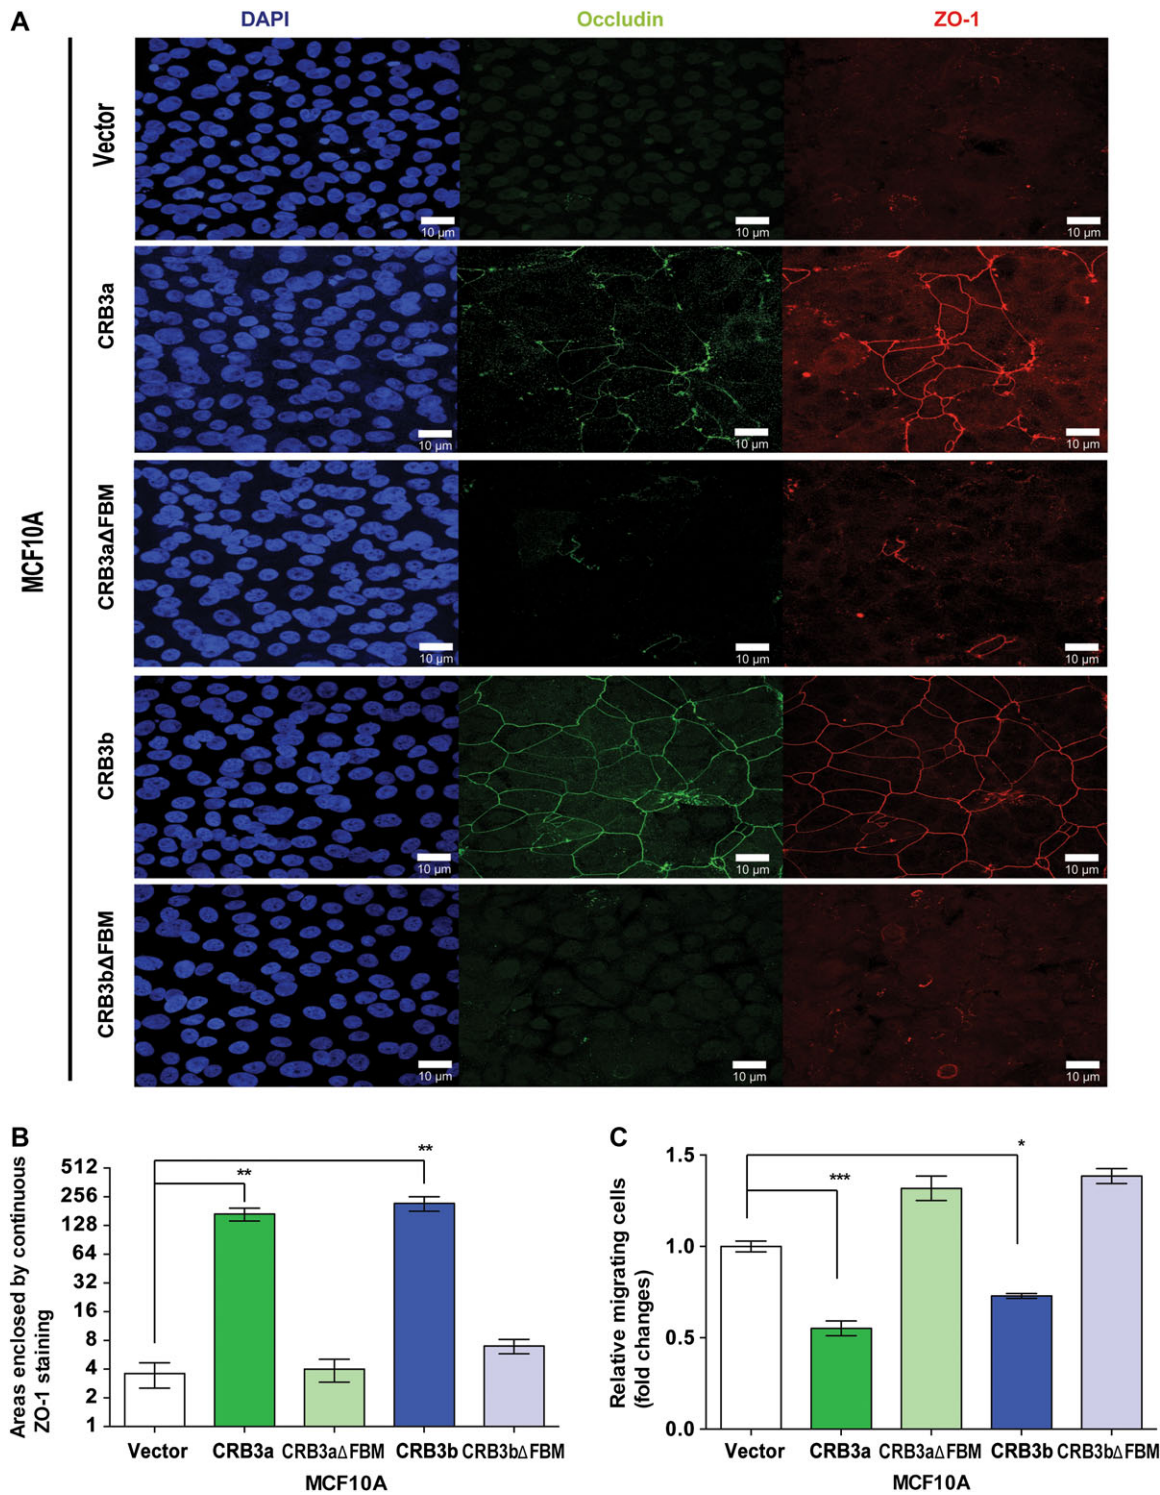 A
DAPI
Occludin
ZO-1
MCF10A
Vector
10 µm
10 µm
10 µm
CRB3a
10 µm
10 µm
10 µm
CRB3aΔFBM
10 µm
10 µm
10 µm
CRB3b
10 µm
10 µm
10 µm
CRB3bΔFBM
10 µm
10 µm
10 µm
B
Areas enclosed by continuous
ZO-1 staining
512
256
128
64
32
16
8
4
2
1
**
**
Vector CRB3a CRB3aΔFBM CRB3b CRB3bΔFBM
MCF10A
C
Relative migrating cells
(fold changes)
1.5
1.0
0.5
0.0
***
*
Vector CRB3a CRB3aΔFBM CRB3b CRB3bΔFBM
MCF10A